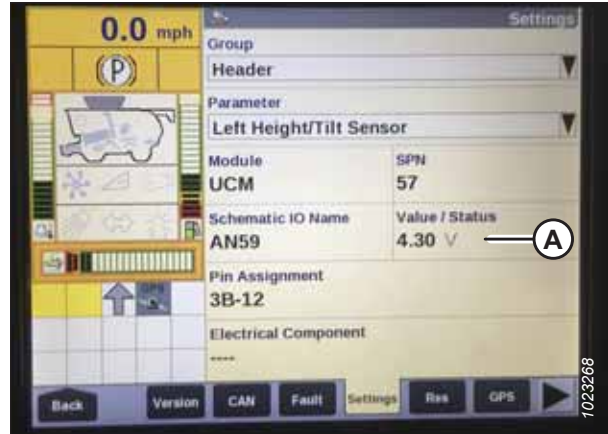 0.0 mph
(P)
Settings
Group
Header
Parameter
Left Height/Tilt Sensor
Module
UCM
SPN
57
Schematic IO Name
AN59
Value / Status
4.30 V
A
Pin Assignment
3B-12
Electrical Component
----
Back
Version
CAN
Fault
Settings
Res
GPS
1023268